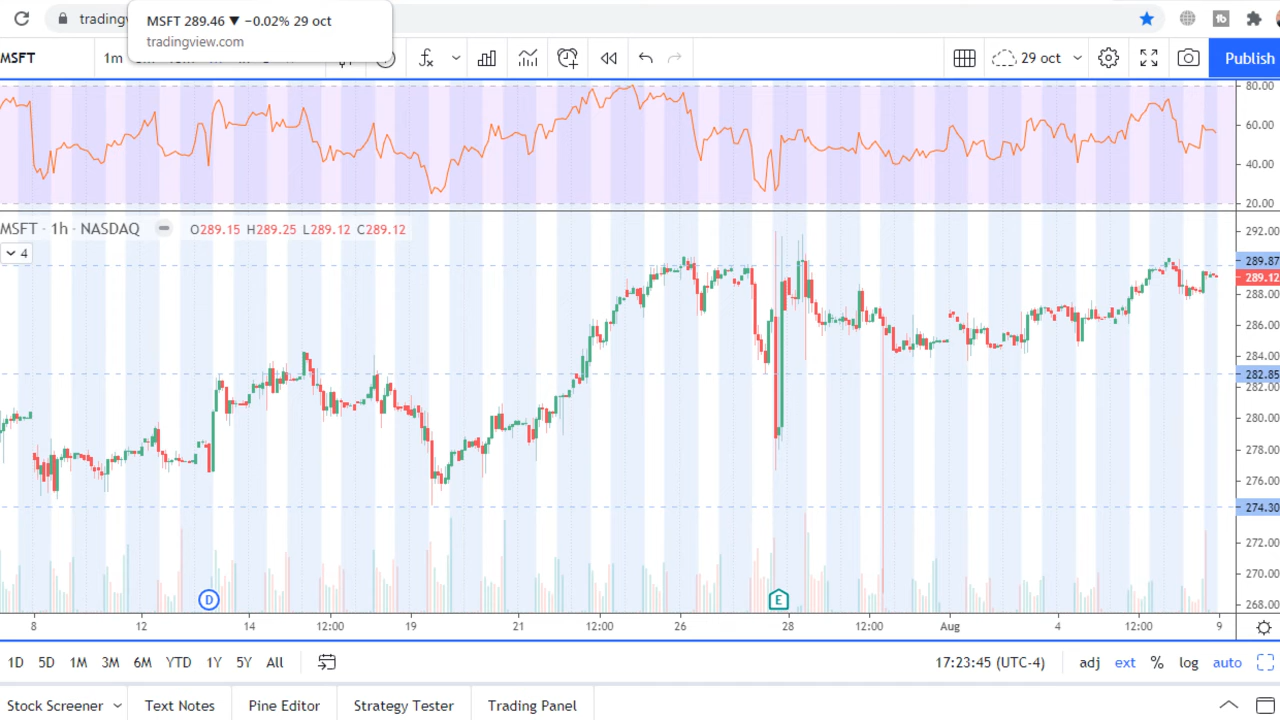 MSFT 289.46 ▼ −0.02% 29 oct
tradingview.com
MSFT
1m
29 oct
Publish
80.00
60.00
40.00
20.00
MSFT · 1h · NASDAQ
O289.15 H289.25 L289.12 C289.12
4
292.00
289.87
289.12
288.00
286.00
284.00
282.85
282.00
280.00
278.00
276.00
274.30
272.00
270.00
268.00
D
E
8 12 14 12:00 19 21 12:00 26 28 12:00 Aug 4 12:00 9
1D 5D 1M 3M 6M YTD 1Y 5Y All
17:23:45 (UTC-4) adj ext % log auto
Stock Screener Text Notes Pine Editor Strategy Tester Trading Panel